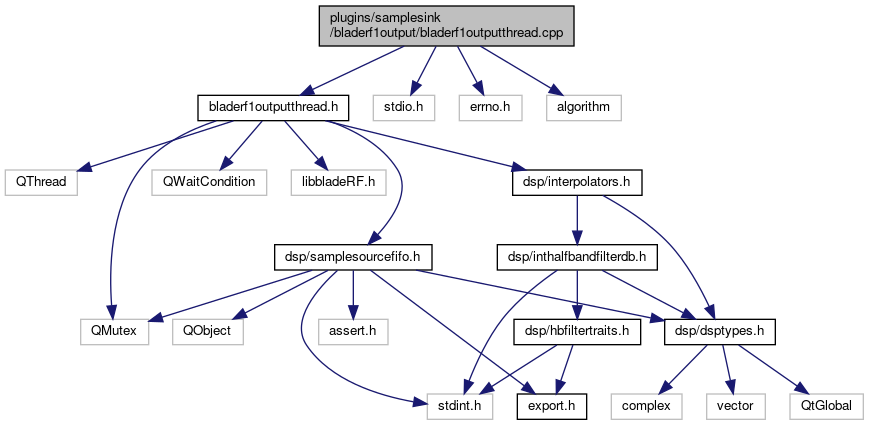 plugins/samplesink
/bladerf1output/bladerf1outputthread.cpp
bladerf1outputthread.h
stdio.h
errno.h
algorithm
QThread
QWaitCondition
libbladeRF.h
dsp/interpolators.h
dsp/samplesourcefifo.h
dsp/inthalfbandfilterdb.h
QMutex
QObject
assert.h
dsp/hbfiltertraits.h
dsp/dsptypes.h
stdint.h
export.h
complex
vector
QtGlobal